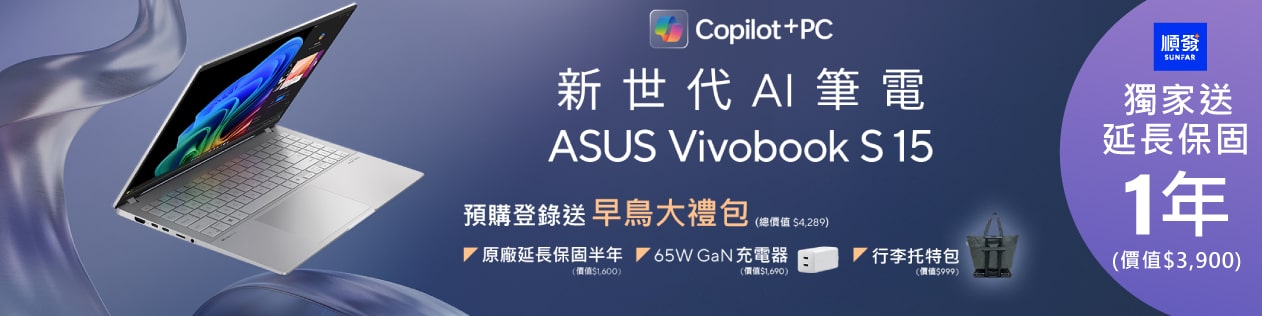 Copilot+PC
新世代AI筆電
ASUS Vivobook S 15
預購登錄送 早鳥大禮包 (總價值 $4,289)
原廠延長保固半年
(價值$1,600)
65W GaN 充電器
(價值$1,690)
行李托特包
(價值$999)
順發
SUNFAR
獨家送
延長保固
1年
(價值$3,900)